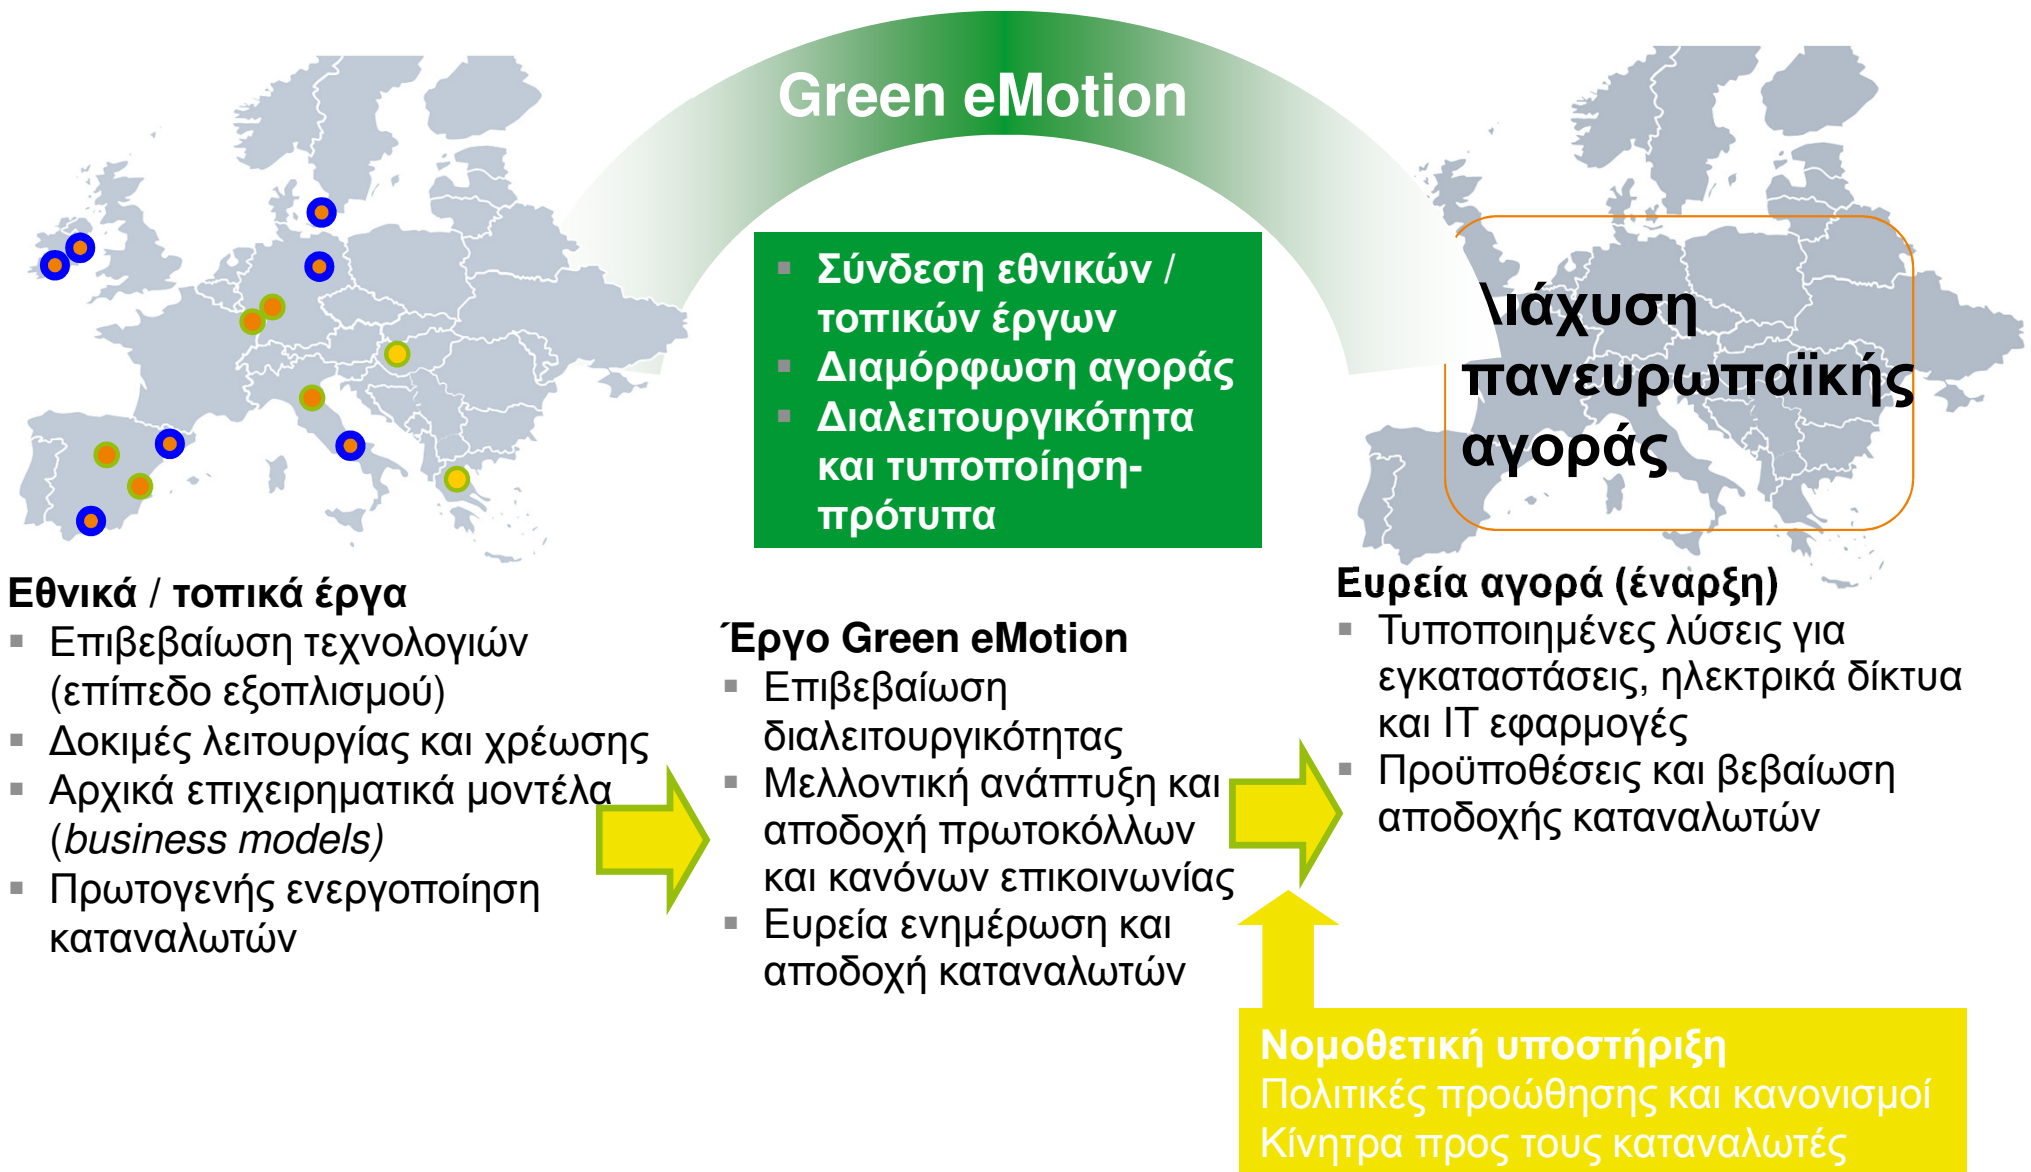 Green eMotion
Σύνδεση εθνικών /
τοπικών έργων
Διαμόρφωση αγοράς
Διαλειτουργικότητα
και τυποποίηση-
πρότυπα
Διάχυση
πανευρωπαϊκής
αγοράς
Εθνικά / τοπικά έργα
Επιβεβαίωση τεχνολογιών
(επίπεδο εξοπλισμού)
Δοκιμές λειτουργίας και χρέωσης
Αρχικά επιχειρηματικά μοντέλα
(business models)
Πρωτογενής ενεργοποίηση
καταναλωτών
Έργο Green eMotion
Επιβεβαίωση
διαλειτουργικότητας
Μελλοντική ανάπτυξη και
αποδοχή πρωτοκόλλων
και κανόνων επικοινωνίας
Ευρεία ενημέρωση και
αποδοχή καταναλωτών
Ευρεία αγορά (έναρξη)
Τυποποιημένες λύσεις για
εγκαταστάσεις, ηλεκτρικά δίκτυα
και IT εφαρμογές
Προϋποθέσεις και βεβαίωση
αποδοχής καταναλωτών
Νομοθετική υποστήριξη
Πολιτικές προώθησης και κανονισμοί
Κίνητρα προς τους καταναλωτές